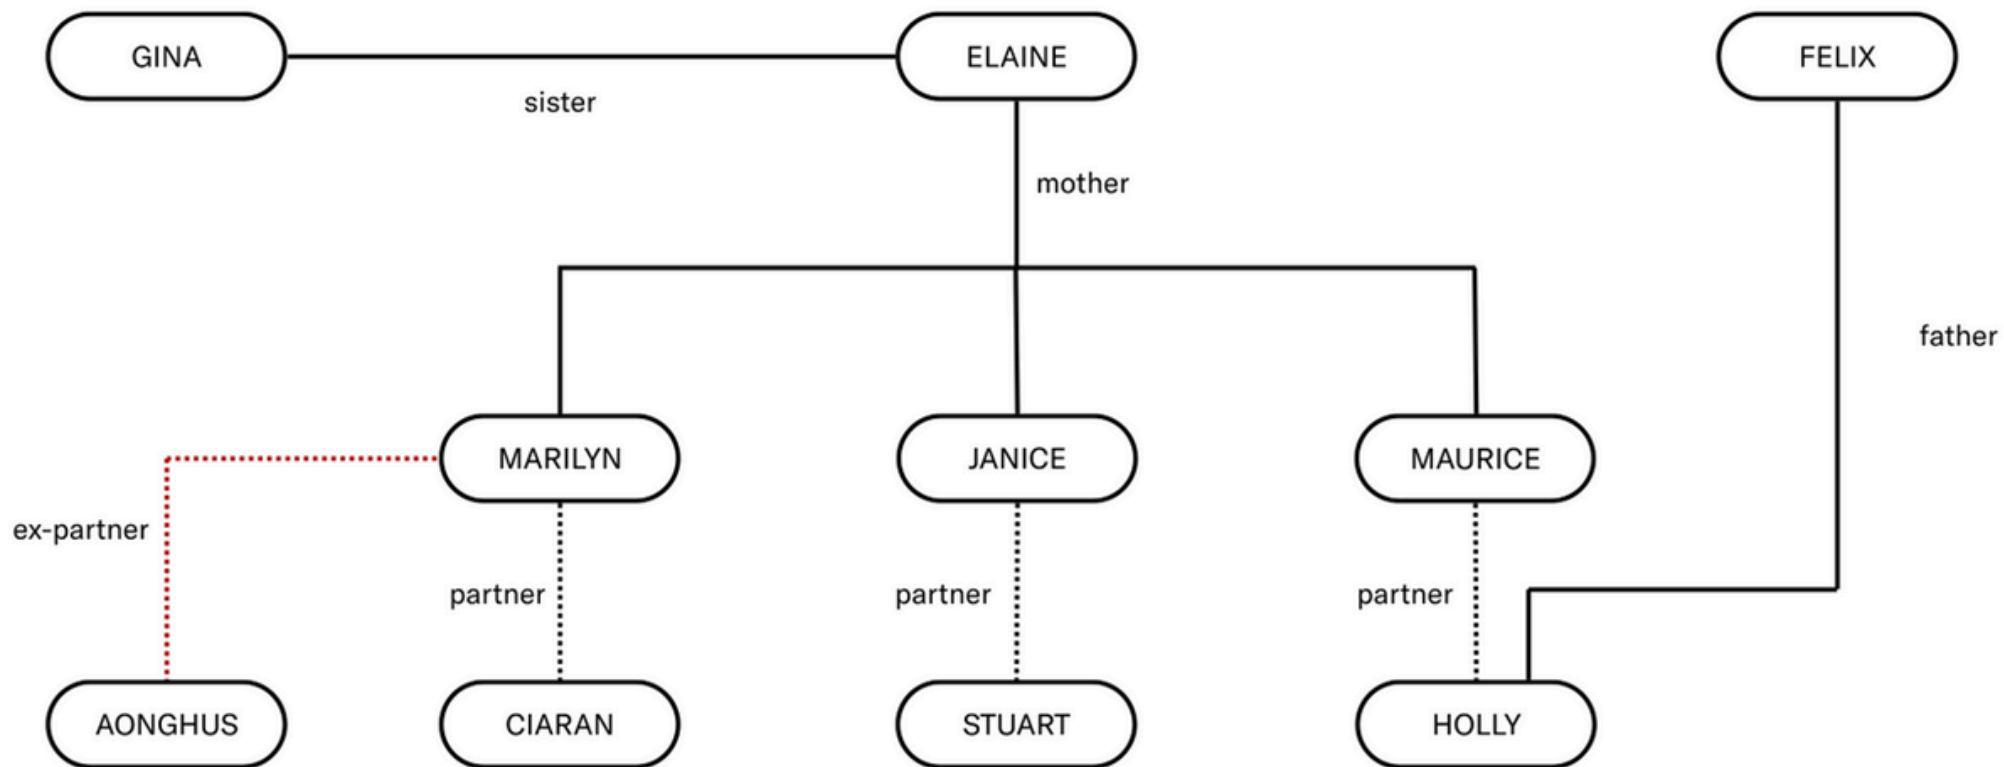 GINA
ELAINE
FELIX
sister
mother
father
MARILYN
JANICE
MAURICE
ex-partner
partner
partner
partner
AONGHUS
CIARAN
STUART
HOLLY